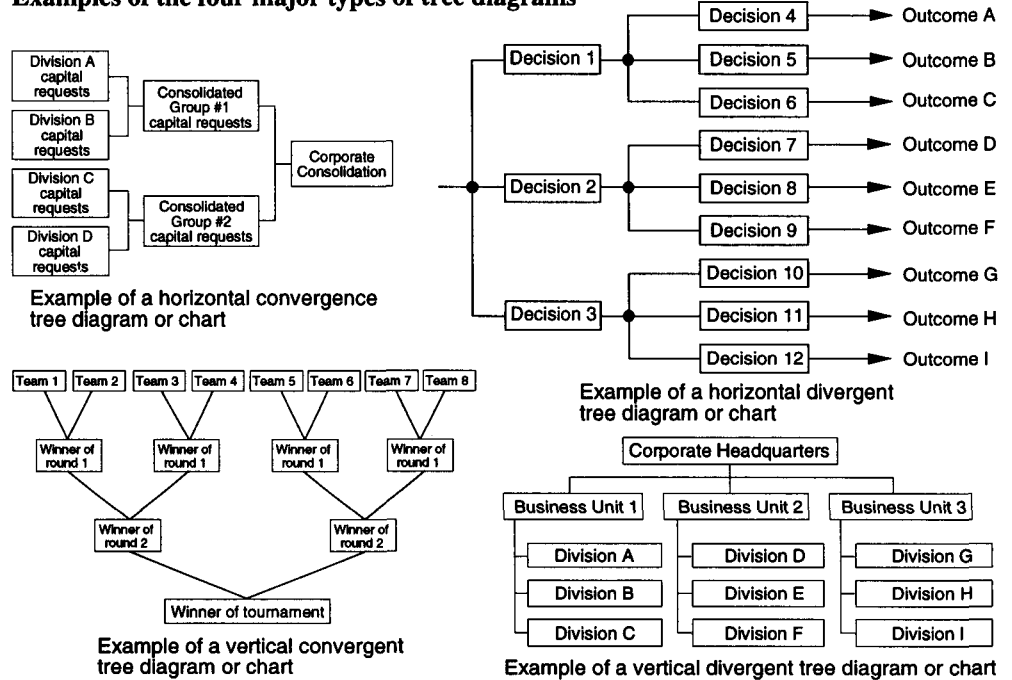 Examples of the four major types of tree diagrams
Division A
capital
requests
Division B
capital
requests
Division C
capital
requests
Division D
capital
requests
Consolidated
Group #1
capital requests
Consolidated
Group #2
capital requests
Corporate
Consolidation
Example of a horizontal convergence
tree diagram or chart
Decision 1
Decision 2
Decision 3
Decision 4
Outcome A
Decision 5
Outcome B
Decision 6
Outcome C
Decision 7
Outcome D
Decision 8
Outcome E
Decision 9
Outcome F
Decision 10
Outcome G
Decision 11
Outcome H
Decision 12
Outcome I
Example of a horizontal divergent
tree diagram or chart
Team 1 Team 2 Team 3 Team 4 Team 5 Team 6 Team 7 Team 8
Winner of
round 1
Winner of
round 1
Winner of
round 1
Winner of
round 1
Winner of
round 2
Winner of
round 2
Winner of tournament
Example of a vertical convergent
tree diagram or chart
Corporate Headquarters
Business Unit 1
Division A
Division B
Division C
Business Unit 2
Division D
Division E
Division F
Business Unit 3
Division G
Division H
Division I
Example of a vertical divergent tree diagram or chart